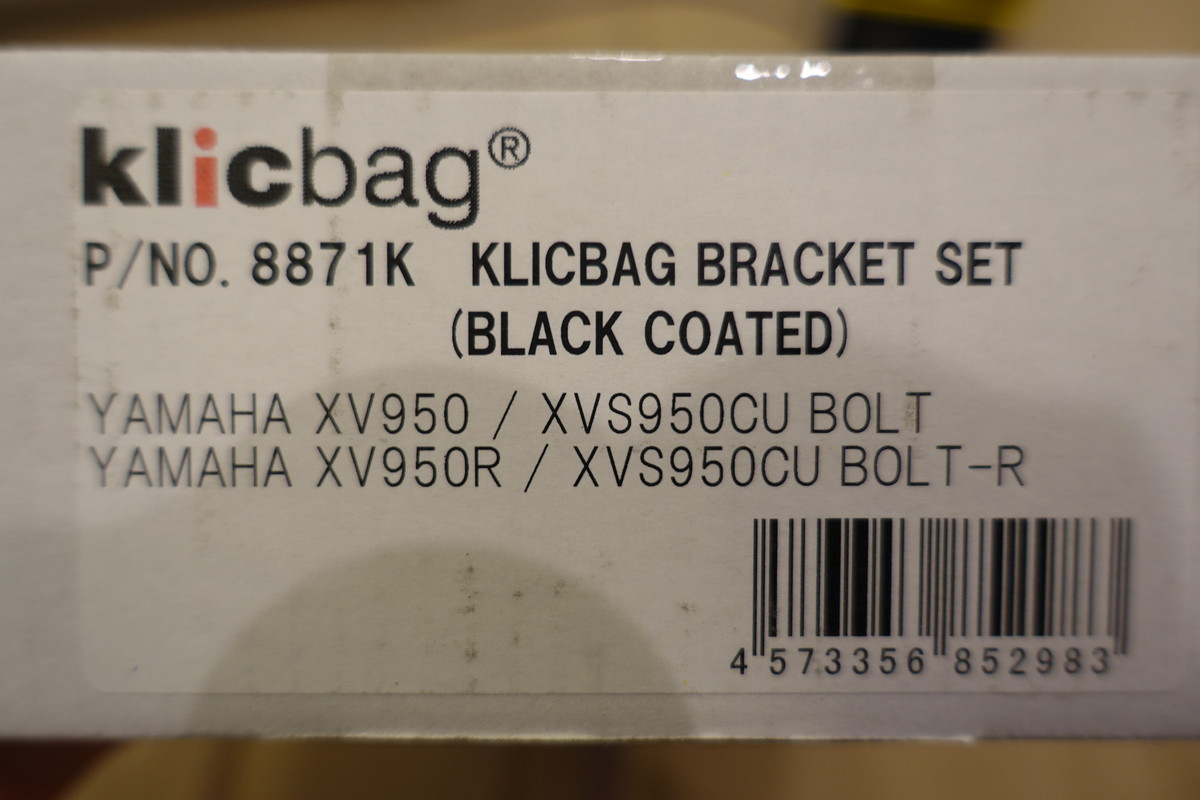 klicbag®
P/NO. 8871K KLICBAG BRACKET SET
(BLACK COATED)
YAMAHA XV950 / XVS950CU BOLT
YAMAHA XV950R / XVS950CU BOLT-R
4 573356 852983